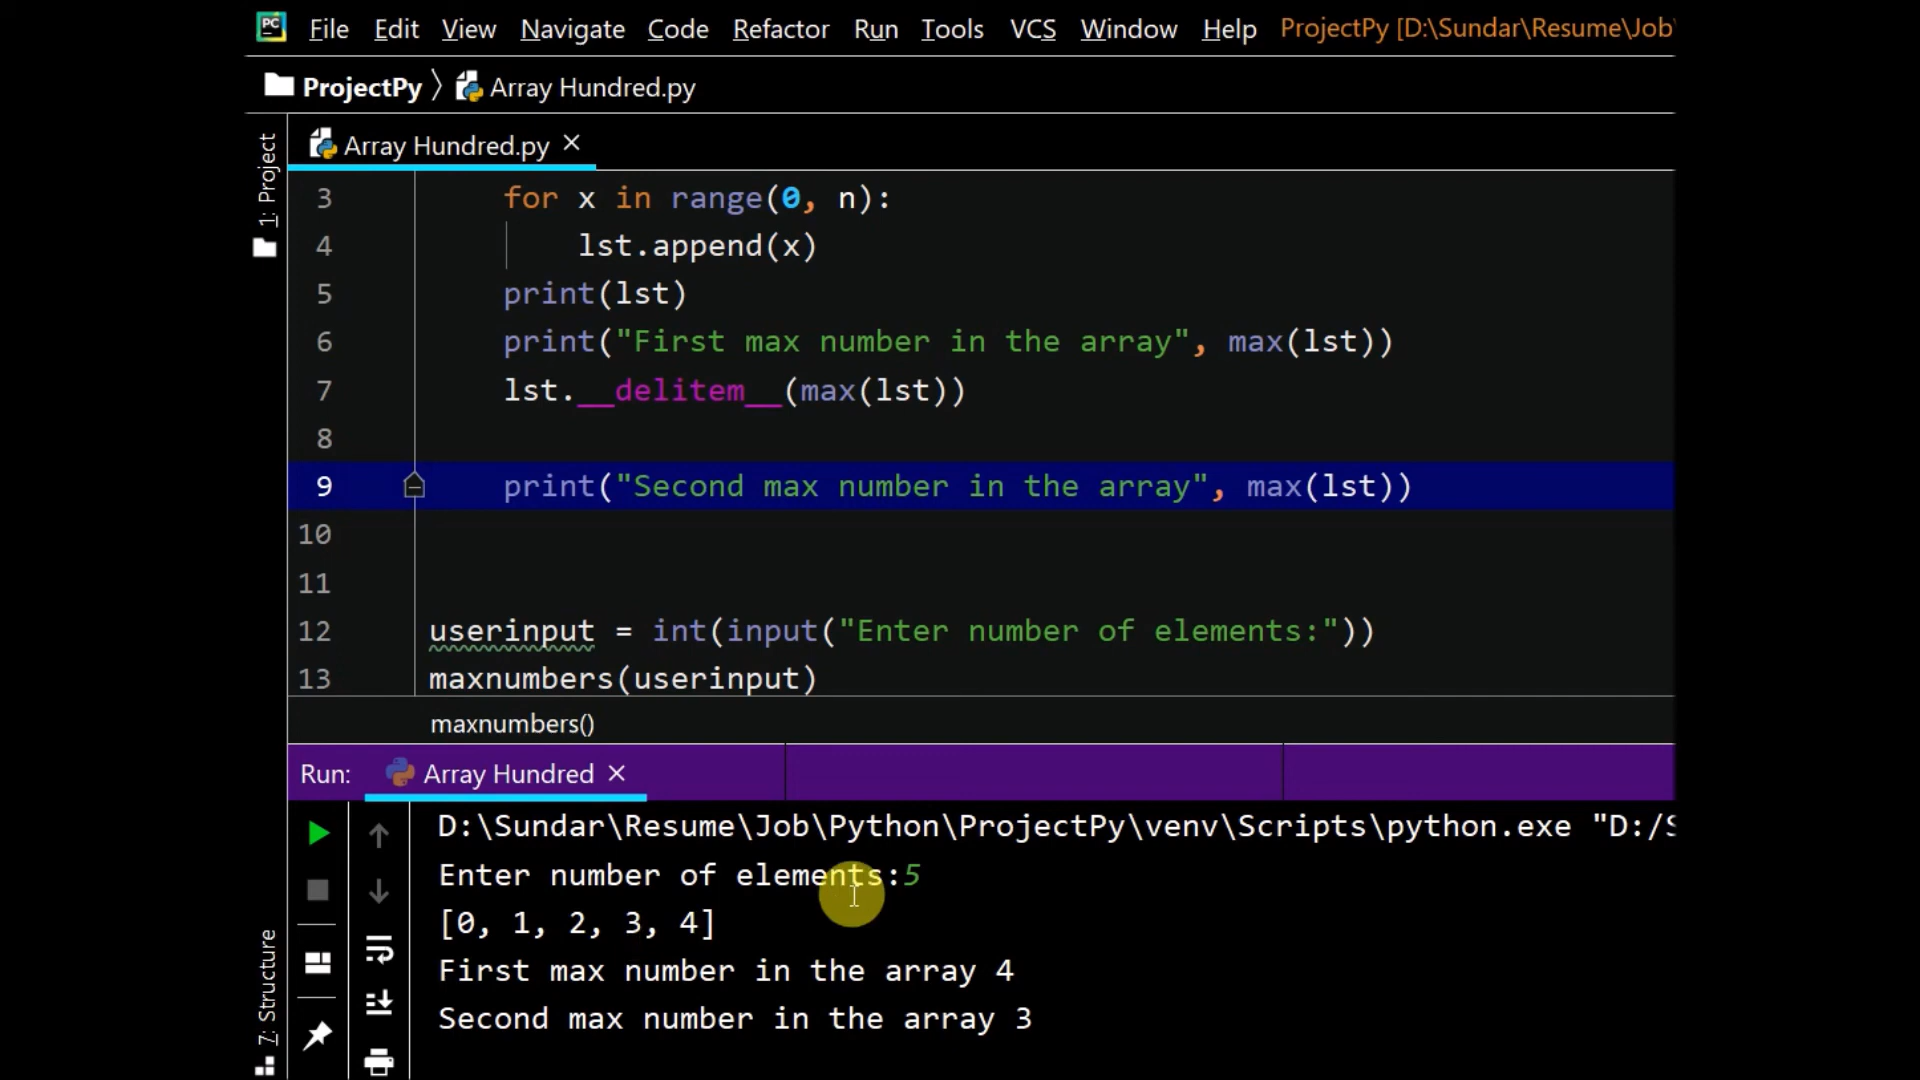 PC File Edit View Navigate Code Refactor Run Tools VCS Window Help ProjectPy [D:\Sundar\Resume\Job\
ProjectPy Array Hundred.py
1: Project
Array Hundred.py
3 for x in range(0, n):
4 lst.append(x)
5 print(lst)
6 print("First max number in the array", max(lst))
7 lst.__delitem__(max(lst))
8
9 print("Second max number in the array", max(lst))
10
11
12 userinput = int(input("Enter number of elements:"))
13 maxnumbers(userinput)
maxnumbers()
Run: Array Hundred
D:\Sundar\Resume\Job\Python\ProjectPy\venv\Scripts\python.exe "D:/S
Enter number of elements:5
[0, 1, 2, 3, 4]
First max number in the array 4
Second max number in the array 3
7: Structure